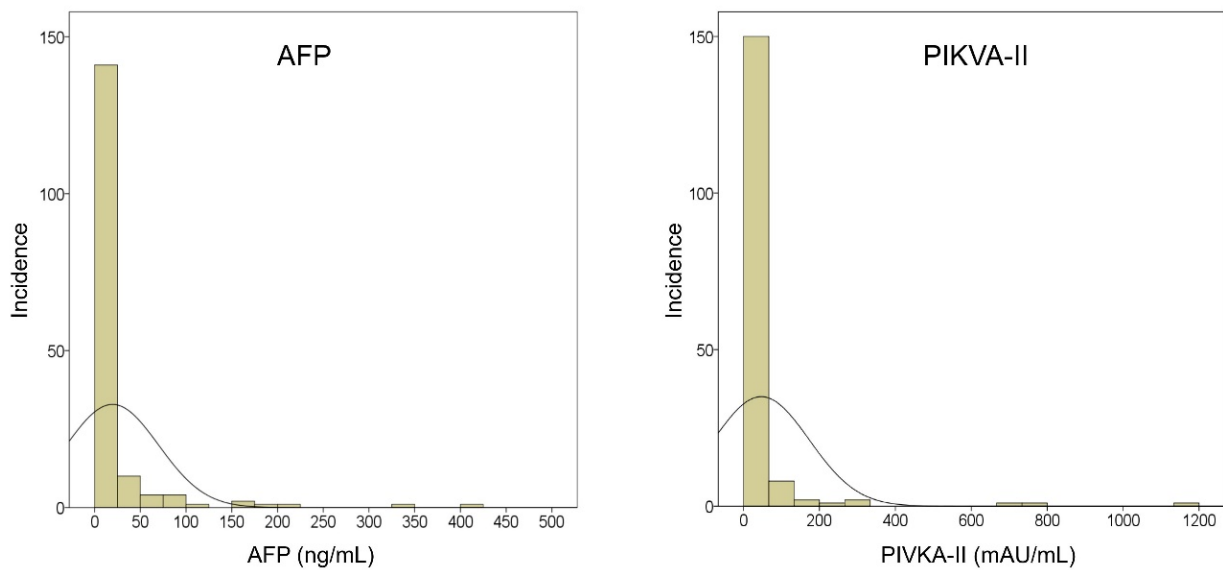 AFP
150
100
50
0
Incidence
0 50 100 150 200 250 300 350 400 450 500
AFP (ng/mL)
PIKVA-II
150
100
50
0
Incidence
0 200 400 600 800 1000 1200
PIVKA-II (mAU/mL)